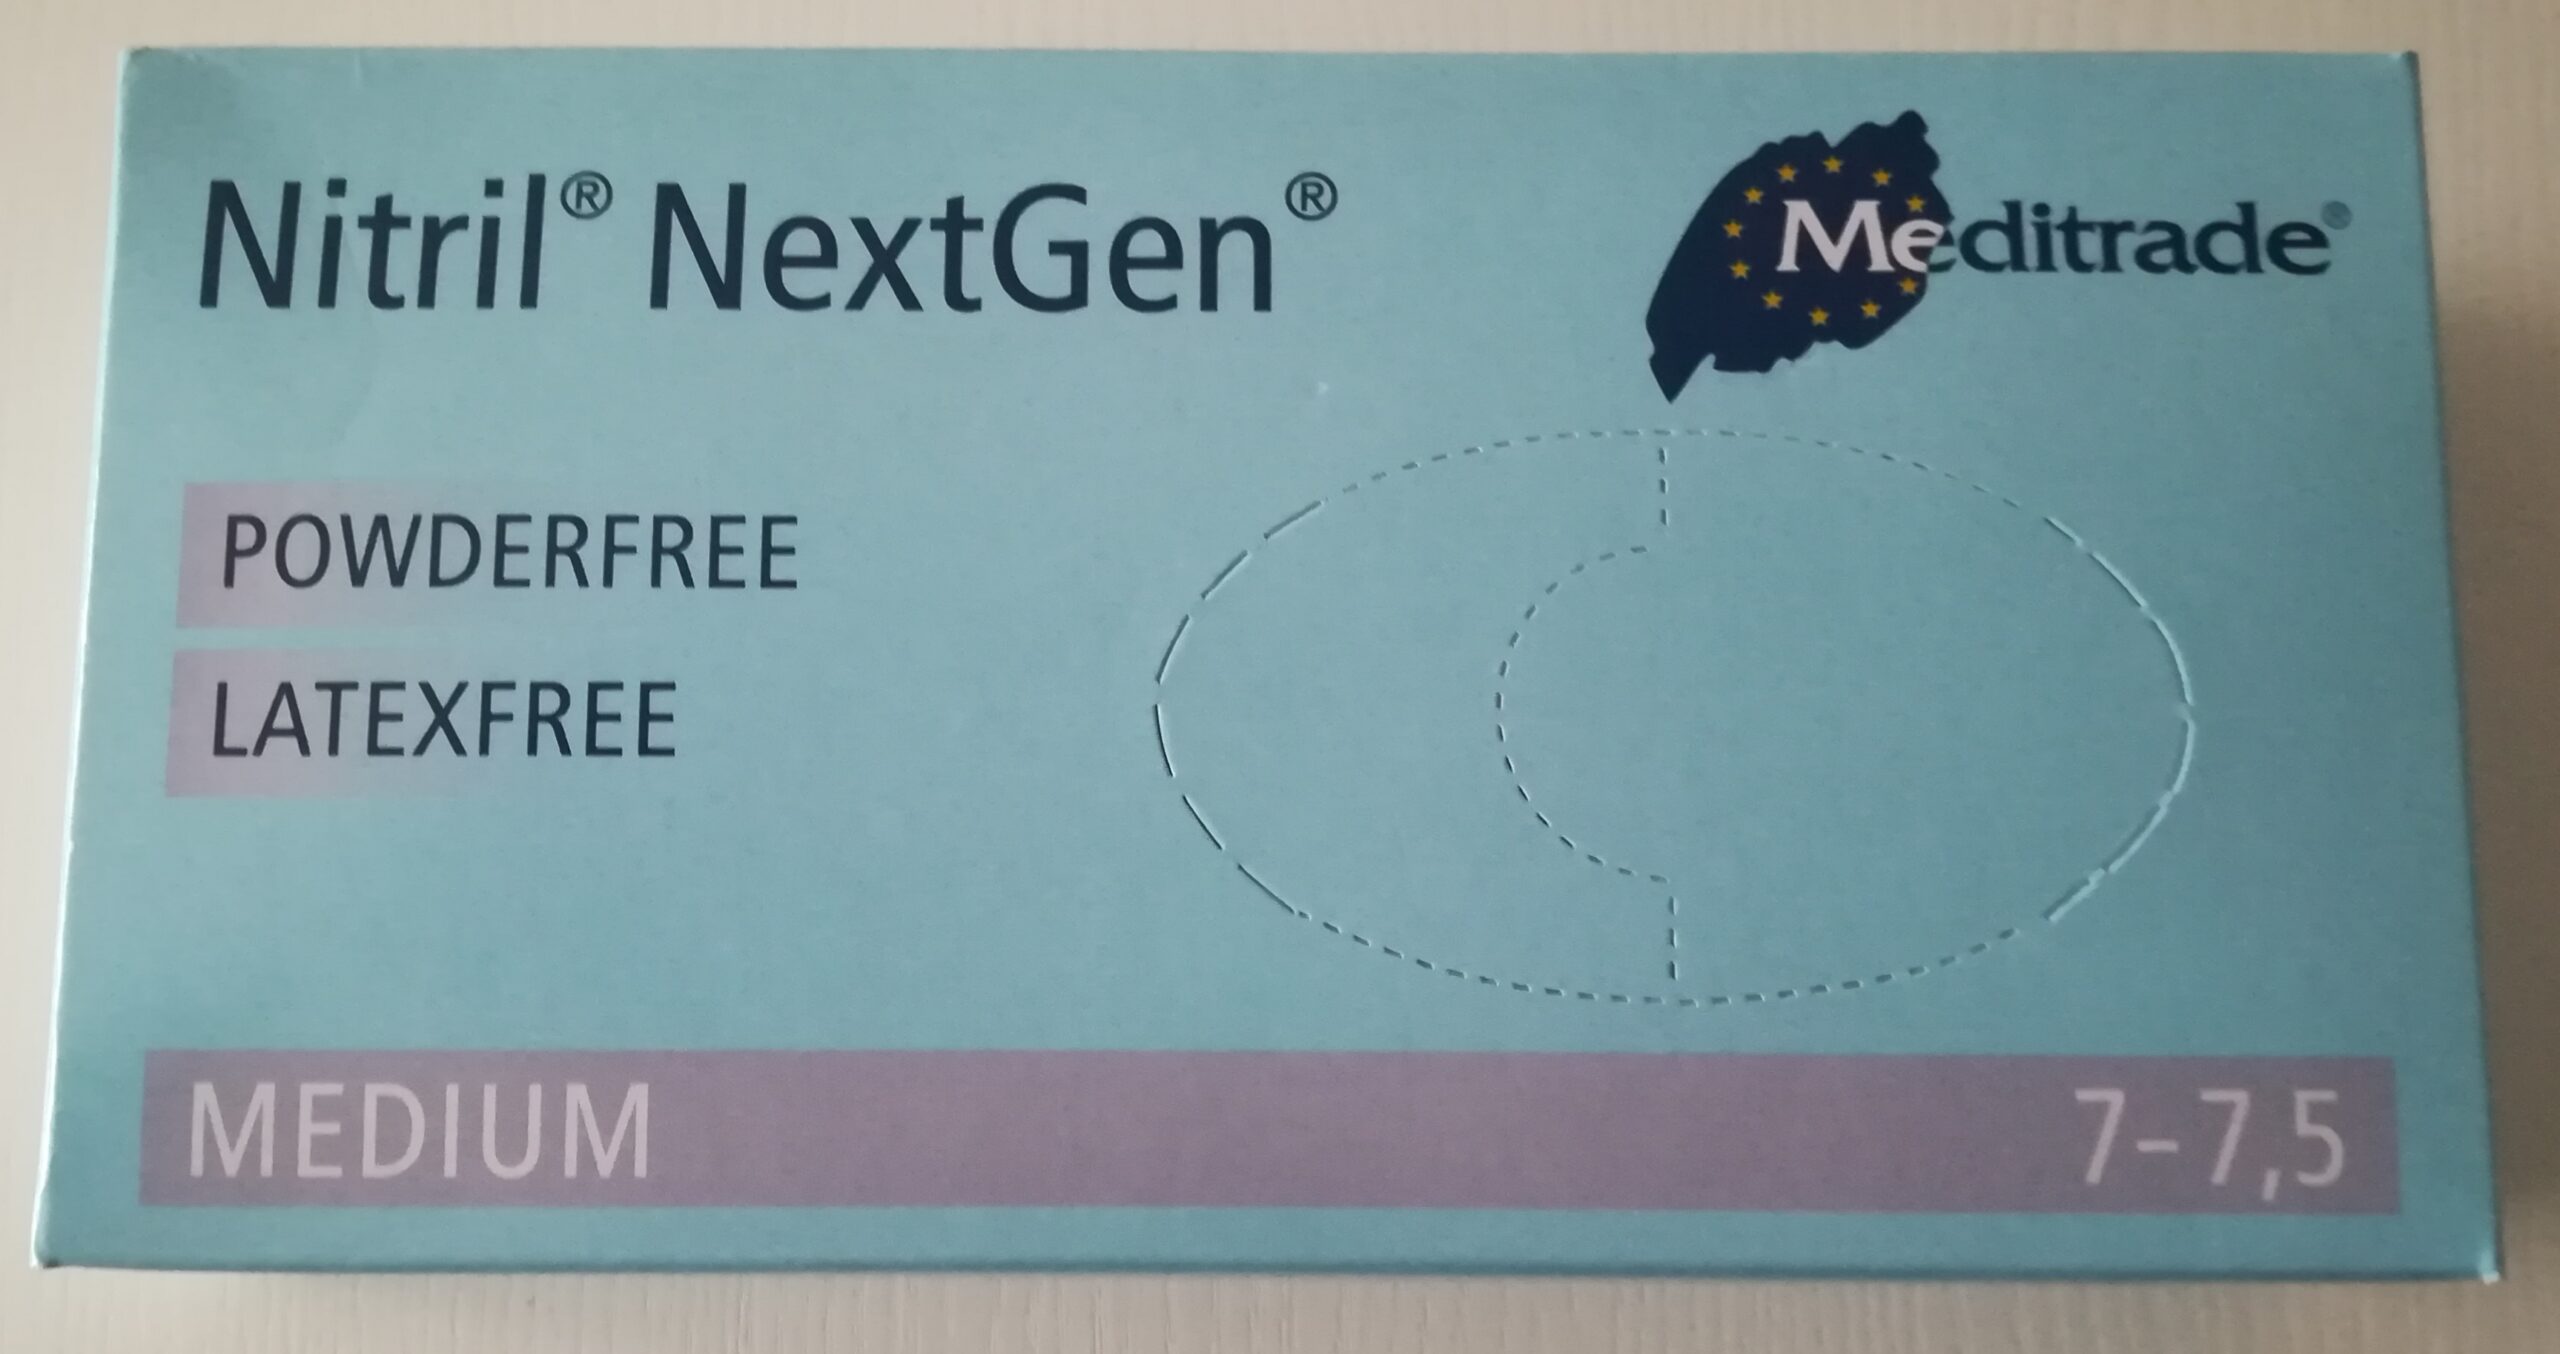 Nitril® NextGen®
Meditrade®
POWDERFREE
LATEXFREE
MEDIUM
7-7,5